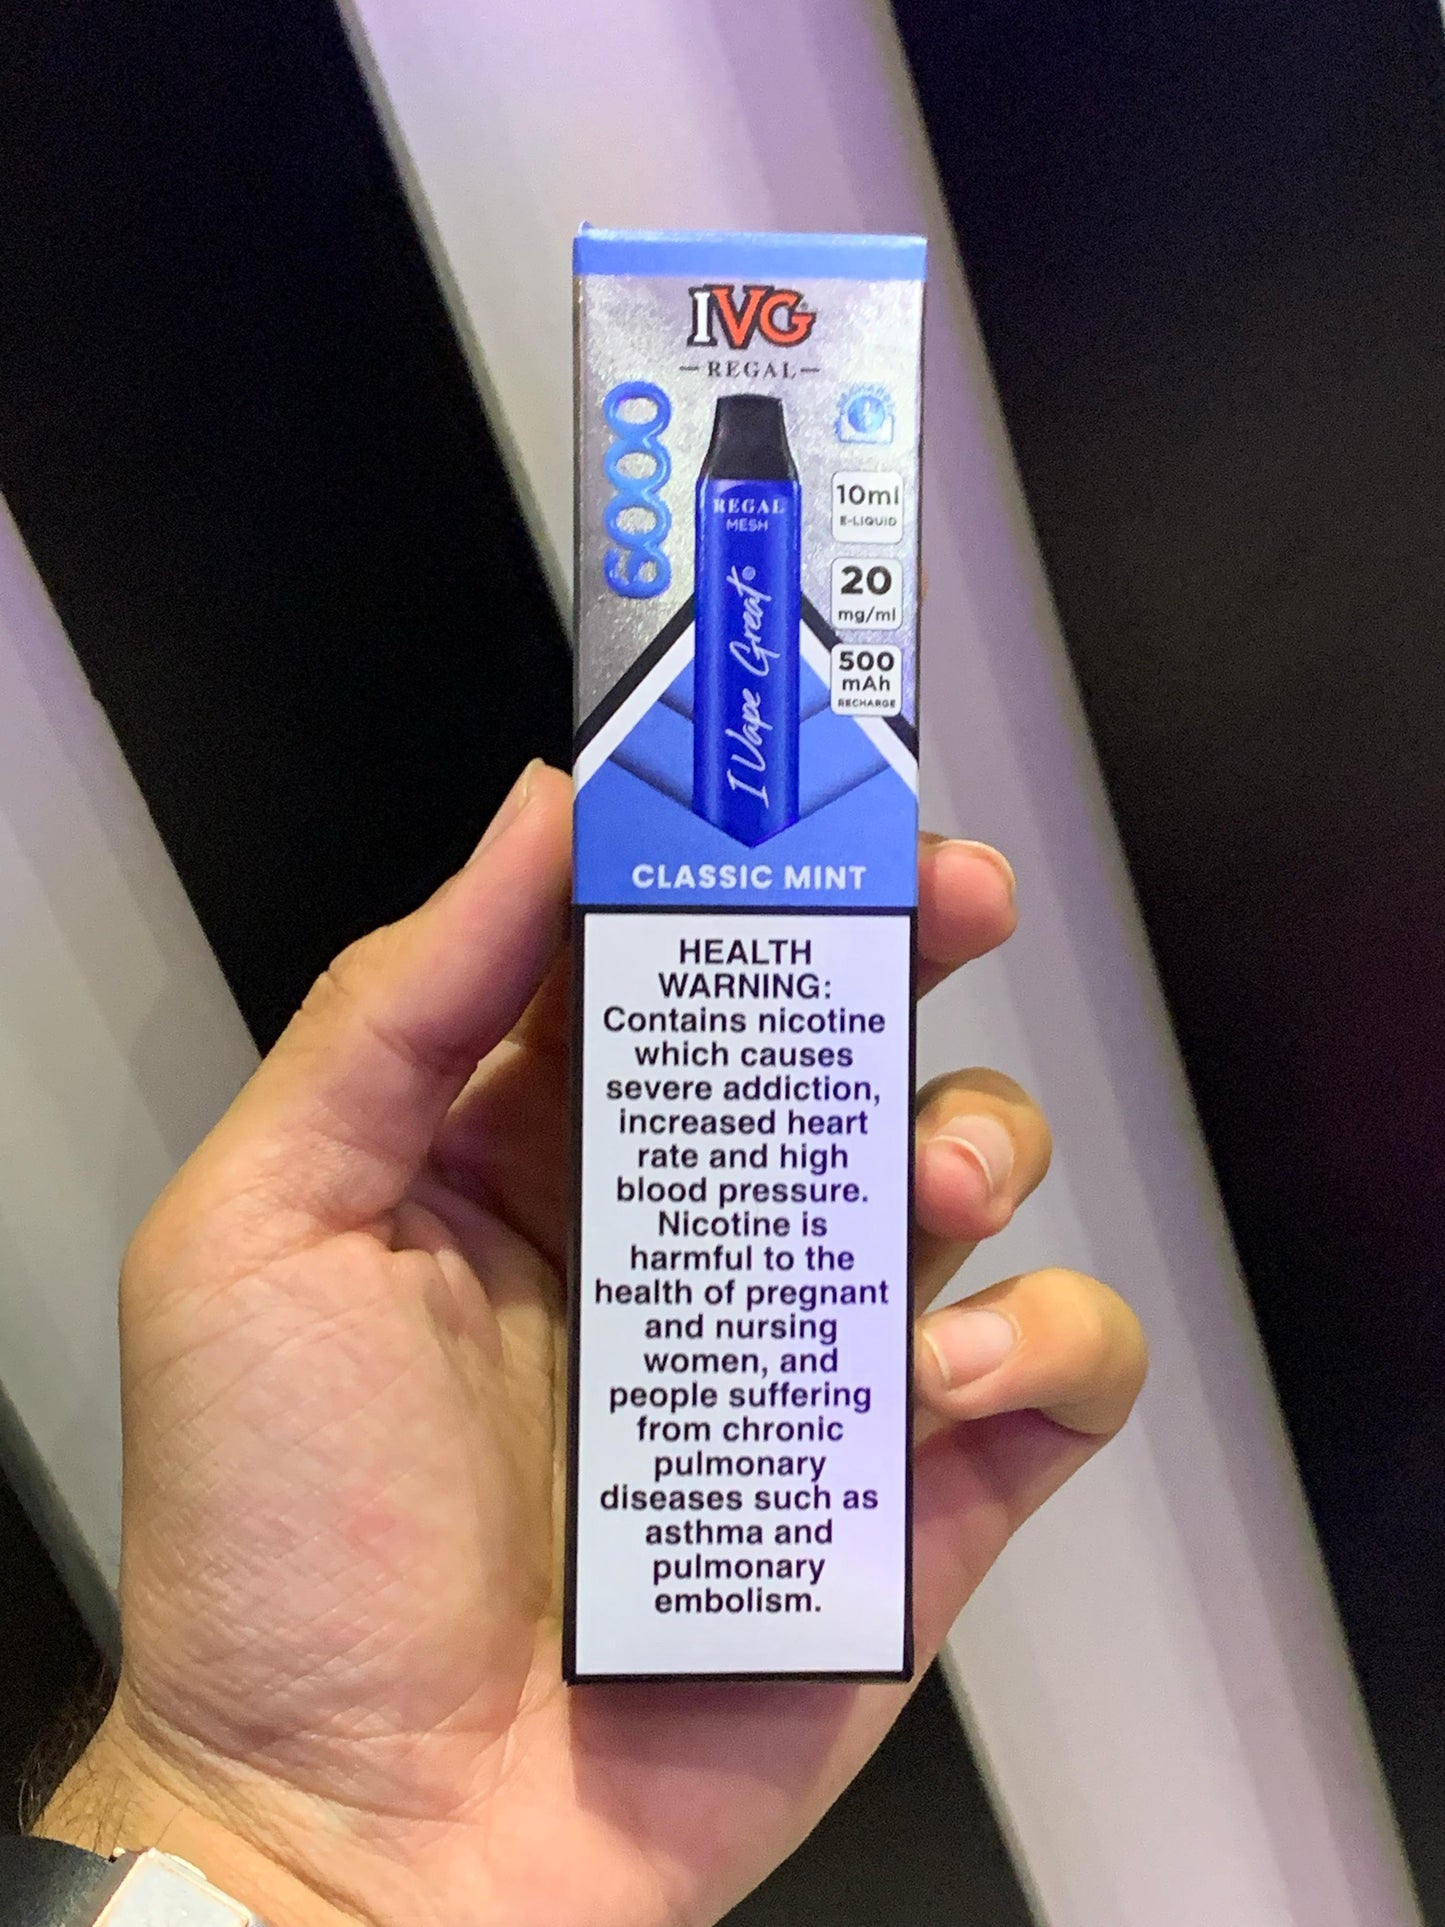 IVG
REGAL
6000
REGAL
MESH
I Vape Great
10ml
E-LIQUID
20
mg/ml
500
mAh
RECHARGE
CLASSIC MINT
HEALTH
WARNING:
Contains nicotine
which causes
severe addiction,
increased heart
rate and high
blood pressure.
Nicotine is
harmful to the
health of pregnant
and nursing
women, and
people suffering
from chronic
pulmonary
diseases such as
asthma and
pulmonary
embolism.